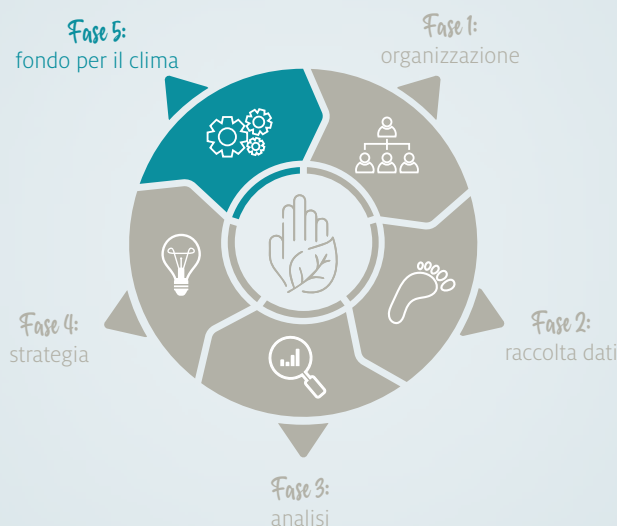 Fase 5:
fondo per il clima
Fase 1:
organizzazione
Fase 2:
raccolta dati
Fase 3:
analisi
Fase 4:
strategia